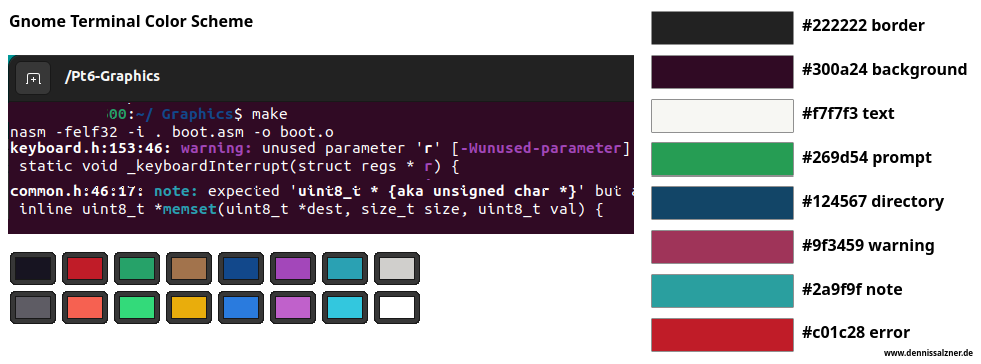 Gnome Terminal Color Scheme
/Pt6-Graphics
00:~/ Graphics$ make
nasm -felf32 -i . boot.asm -o boot.o
keyboard.h:153:46: warning: unused parameter 'r' [-Wunused-parameter]
static void _keyboardInterrupt(struct regs * r) {
common.h:46:17: note: expected 'uint8_t * {aka unsigned char *}' but
inline uint8_t *memset(uint8_t *dest, size_t size, uint8_t val) {
#222222 border
#300a24 background
#f7f7f3 text
#269d54 prompt
#124567 directory
#9f3459 warning
#2a9f9f note
#c01c28 error
www.dennissalzner.de